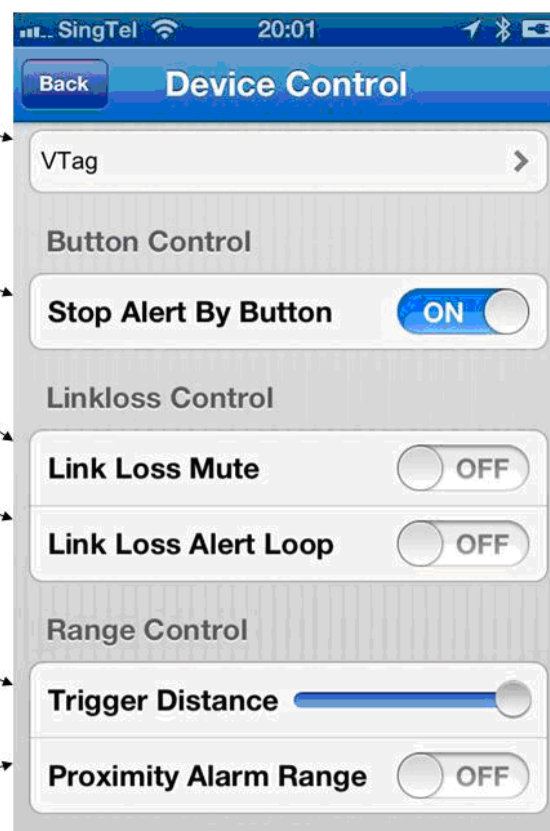 SingTel 20:01
Back Device Control
VTag
Button Control
Stop Alert By Button ON
Linkloss Control
Link Loss Mute OFF
Link Loss Alert Loop OFF
Range Control
Trigger Distance
Proximity Alarm Range OFF